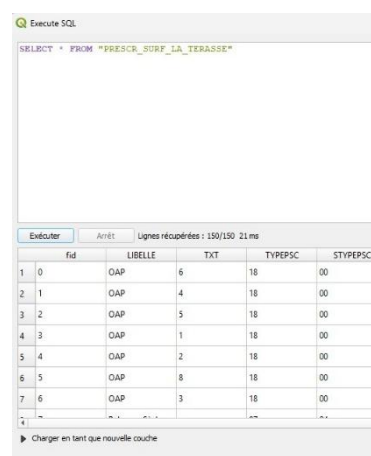 Execute SQL
SELECT * FROM "PRESCR_SURF_LA_TERASSE"
Exécuter Arrêt Lignes récupérées : 150/150 21 ms
fid LIBELLE TXT TYPEPSC STYPEPSC
1 0 OAP 6 18 00
2 1 OAP 4 18 00
3 2 OAP 5 18 00
4 3 OAP 1 18 00
5 4 OAP 2 18 00
6 5 OAP 8 18 00
7 6 OAP 3 18 00
Charger en tant que nouvelle couche